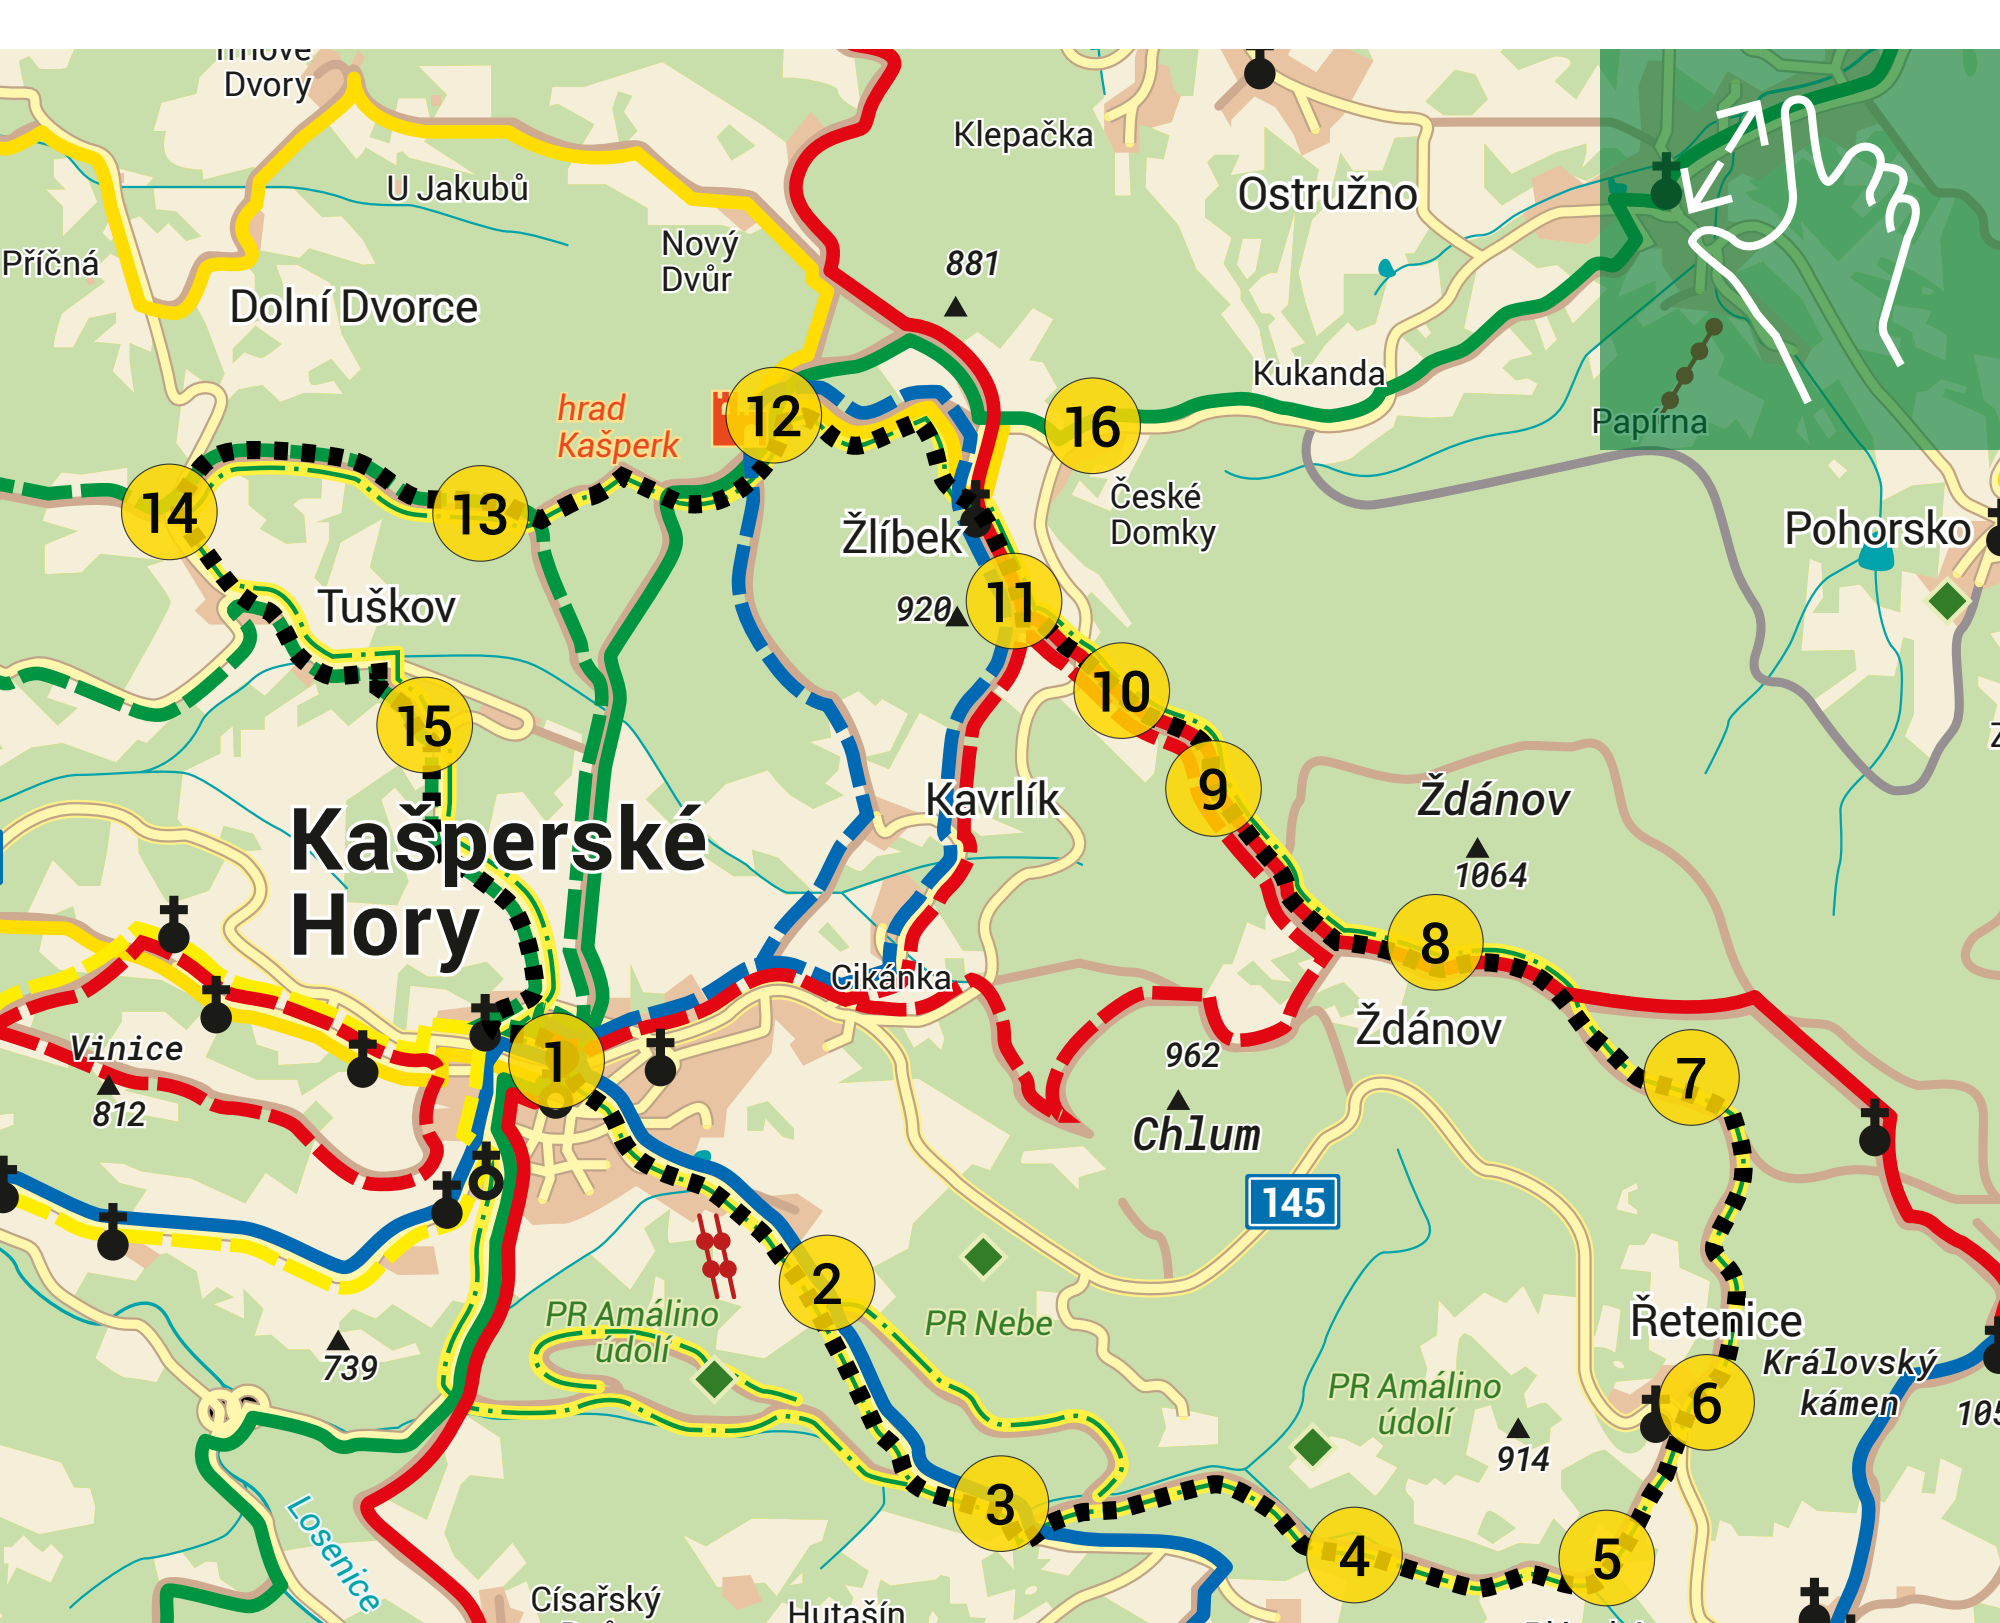 Dvory
Klepačka
U Jakubů
Ostružno
Nový
Dvůr
Příčná
881
Dolní Dvorce
Kukanda
hrad
Kašperk
12
16
Papírna
14
13
České
Domky
Žlíbek
Pohorsko
Tuškov
920
11
10
15
9
Kavrlík
Ždánov
1064
Kašperské
Hory
8
Cikánka
Ždánov
Vinice
812
1
962
7
Chlum
145
2
PR Amálino
údolí
PR Nebe
Řetenice
739
Královský
kámen
PR Amálino
údolí
6
914
3
Losenice
4
5
Císařský
Hutašín